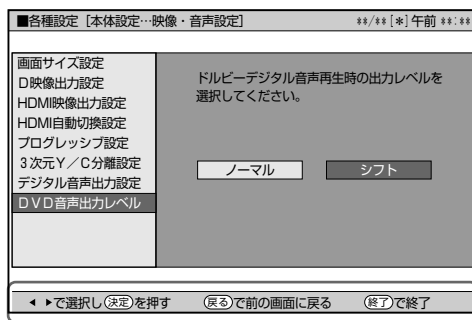 ■各種設定[本体設定…映像・音声設定] **/**[*]午前 **:**
画面サイズ設定
D映像出力設定
HDMI映像出力設定
HDMI自動切換設定
プログレッシブ設定
3次元Y/C分離設定
デジタル音声出力設定
DVD音声出力レベル
ドルビーデジタル音声再生時の出力レベルを
選択してください。
ノーマル シフト
◀ ▶で選択し決定を押す 戻るで前の画面に戻る 終了で終了